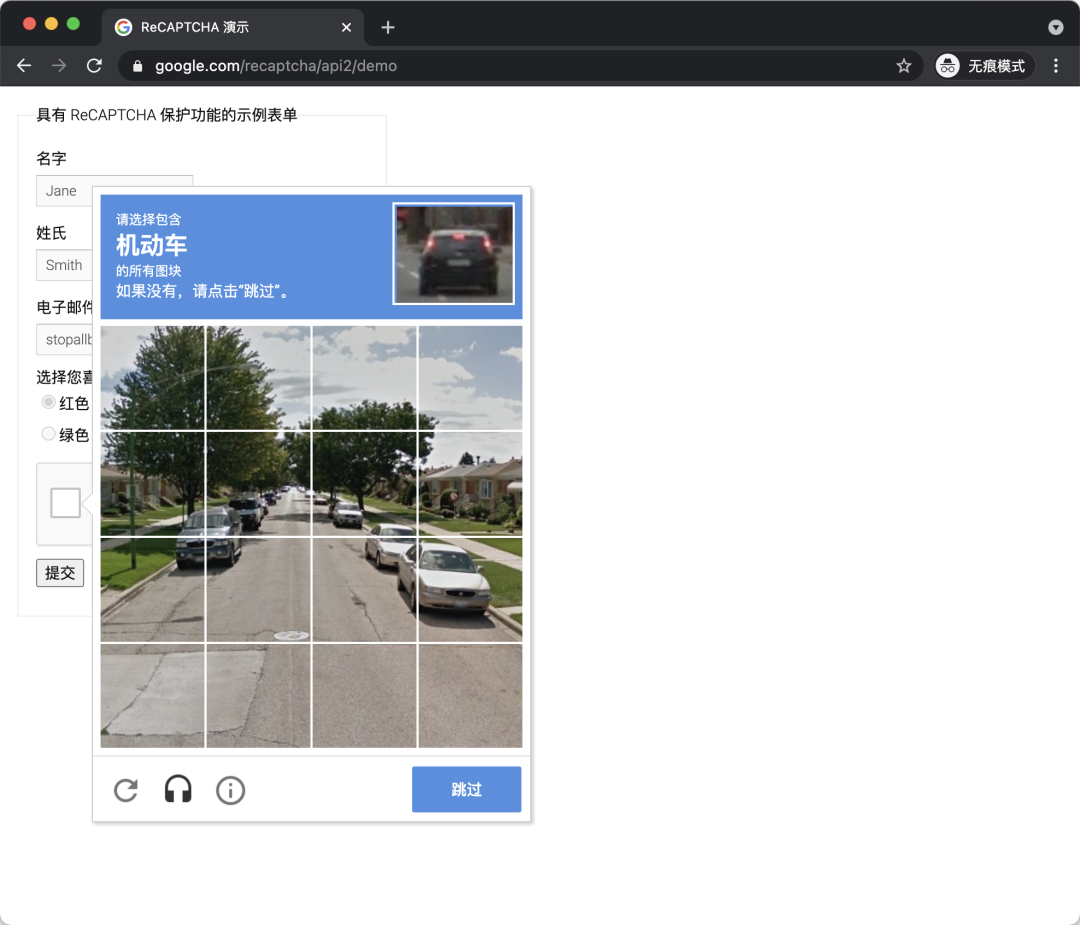 ReCAPTCHA 演示
google.com/recaptcha/api2/demo
无痕模式
具有 ReCAPTCHA 保护功能的示例表单
名字
Jane
姓氏
Smith
电子邮件
stopallb
选择您喜
红色
绿色
提交
请选择包含
机动车
的所有图块
如果没有，请点击“跳过”。
跳过